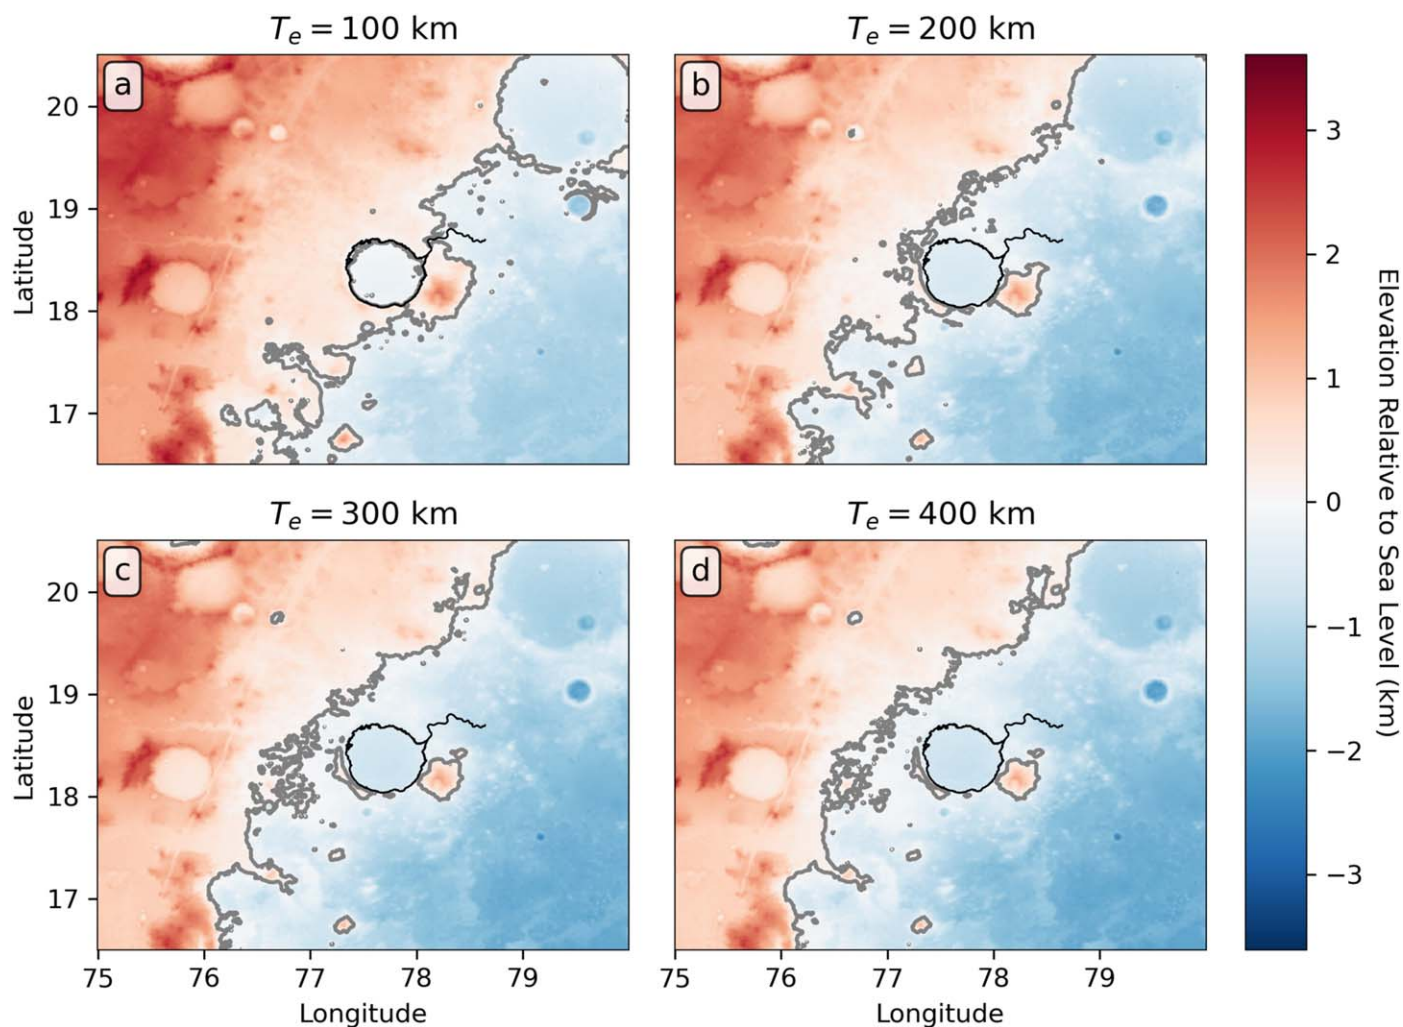 Tₑ = 100 km
Tₑ = 200 km
a
b
20
19
18
17
Latitude
Tₑ = 300 km
Tₑ = 400 km
c
d
20
19
18
17
Latitude
75
76
77
78
79
Longitude
75
76
77
78
79
Longitude
3
2
1
0
−1
−2
−3
Elevation Relative to Sea Level (km)